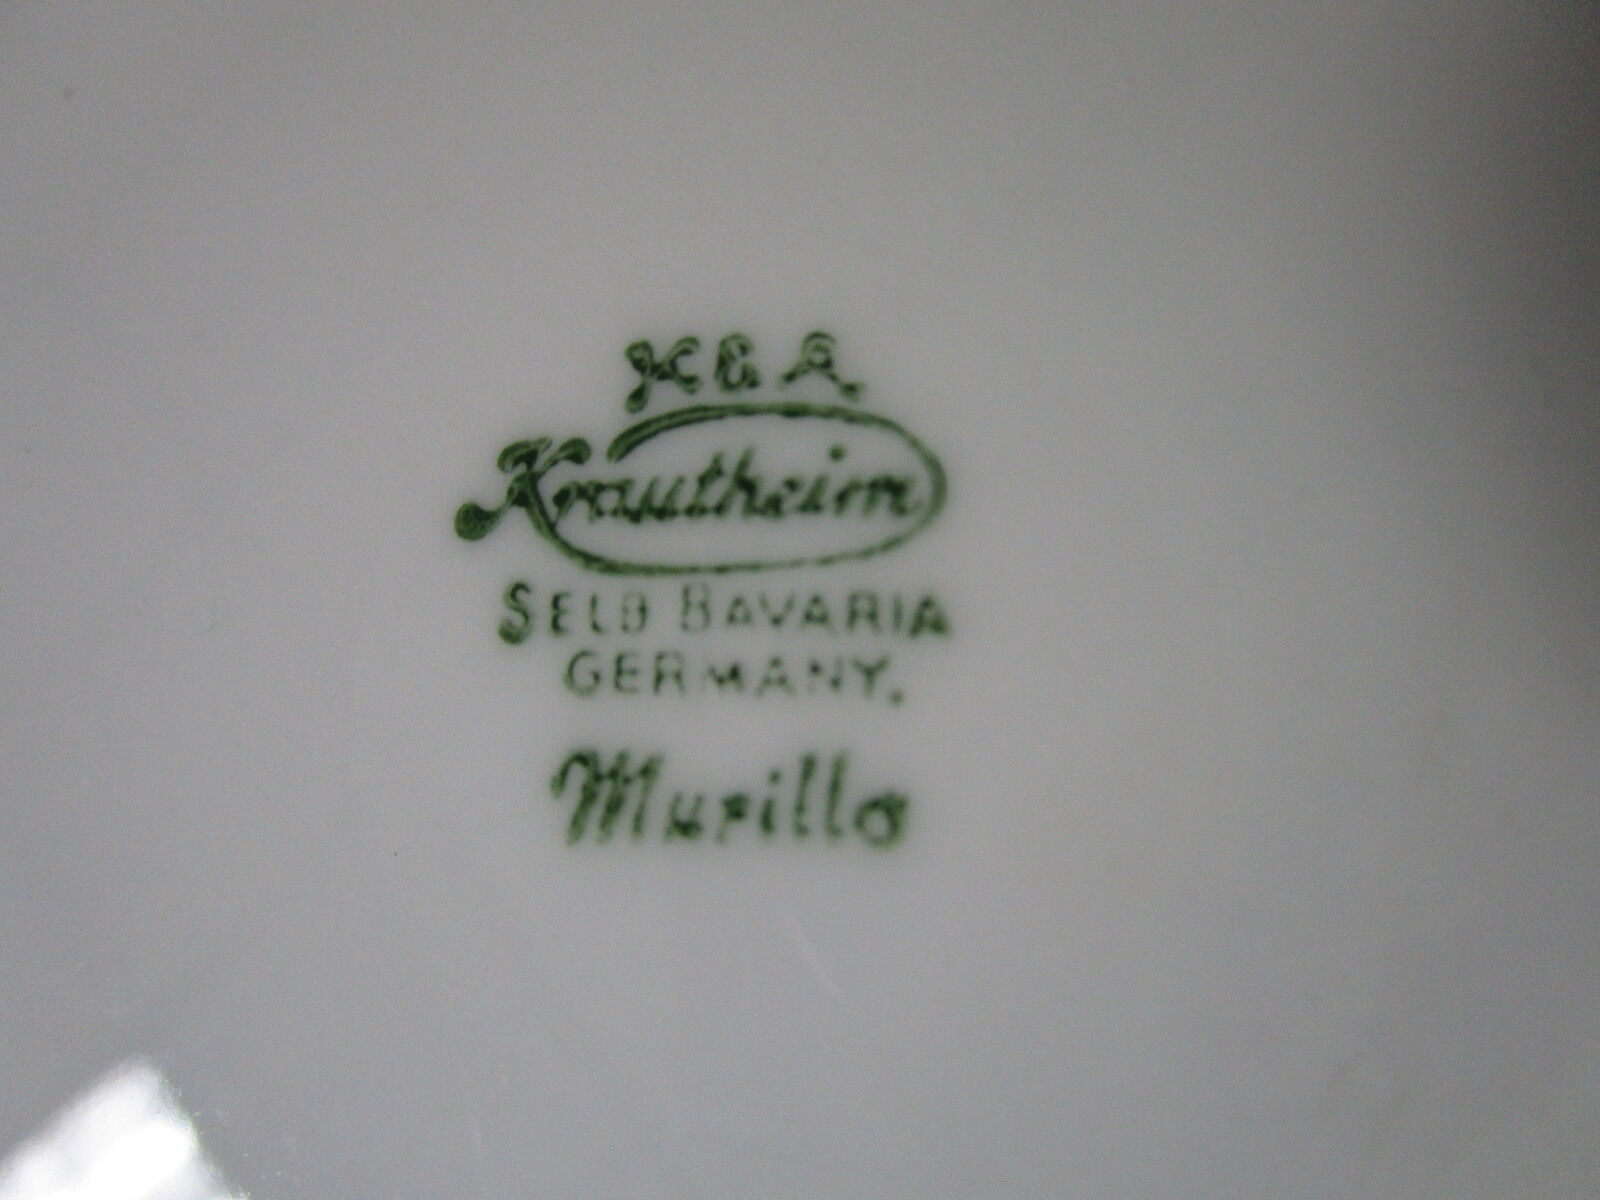 K & A
Krautheim
SELB BAVARIA
GERMANY.
Murillo